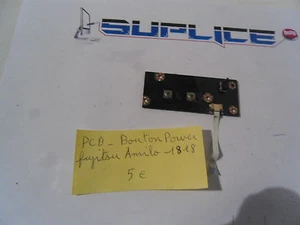 SUPLICE
PCB - Bouton Power
fujitsu Amilo - 1818
5 €